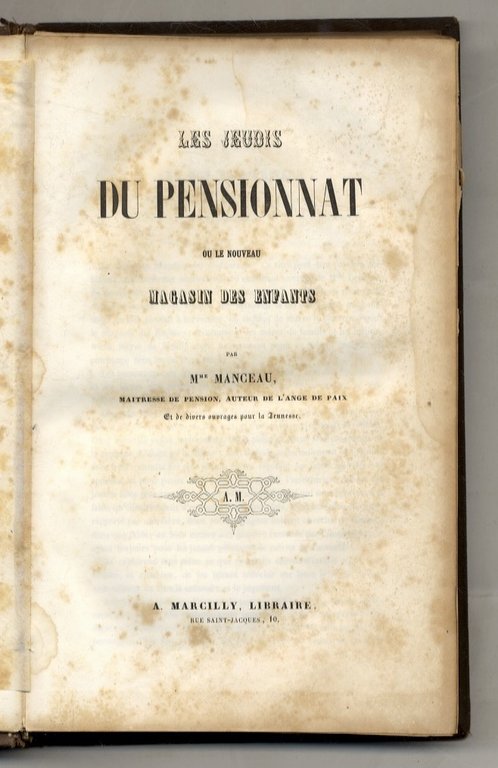 LES JEUDIS
DU PENSIONNAT
OU LE NOUVEAU
MAGASIN DES ENFANTS
PAR
Mme MANCEAU,
MAITRESSE DE PENSION, AUTEUR DE L'ANGE DE PAIX
Et de divers ouvrages pour la Jeunesse.
A. M.
A. MARCILLY, LIBRAIRE,
RUE SAINT-JACQUES, 10.